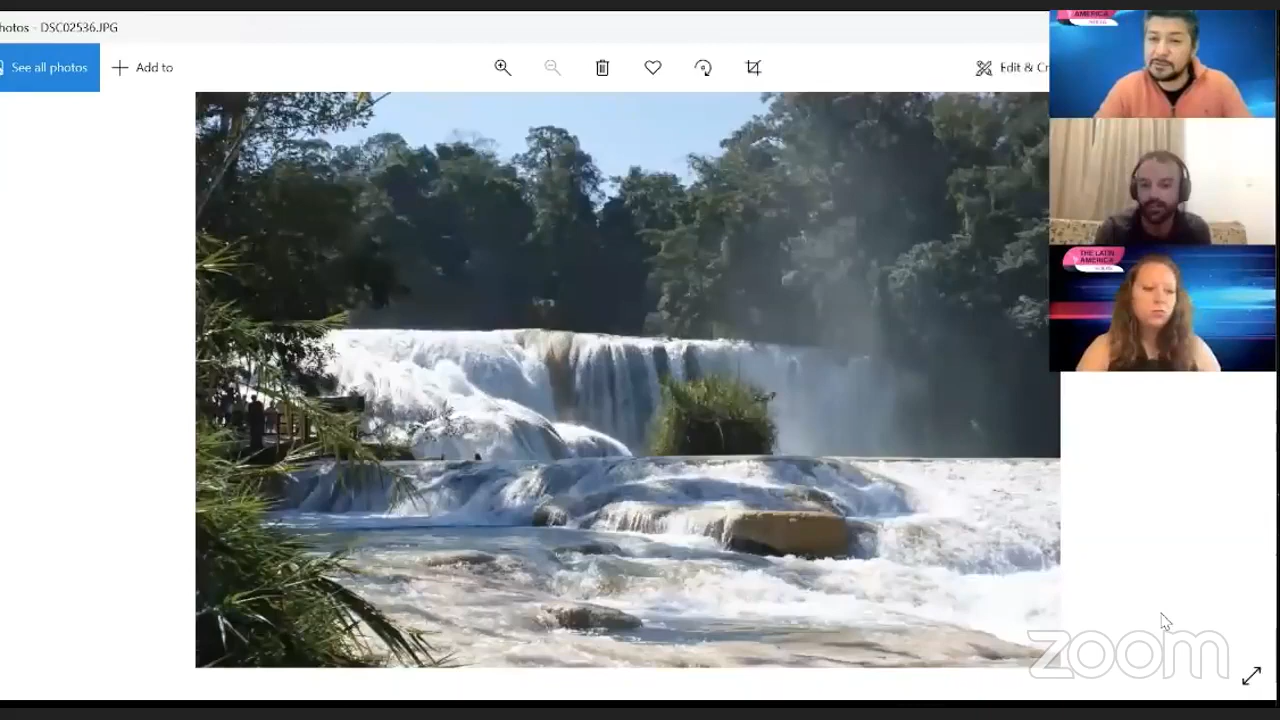 hotos - DSC02536.JPG
See all photos
Add to
Edit & Cr
AMERICA
THE LATIN
AMERICA
zoom